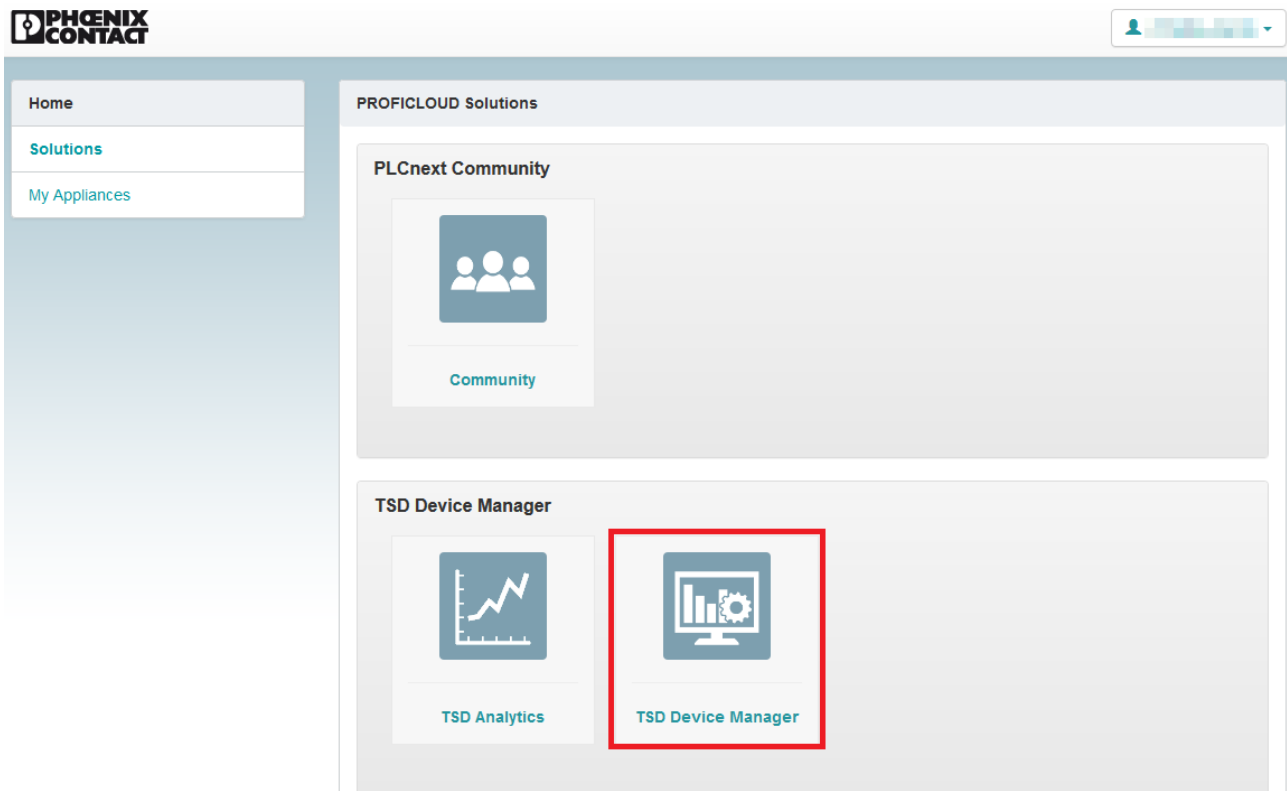 PHŒNIX
CONTACT
Home
Solutions
My Appliances
PROFICLOUD Solutions
PLCnext Community
Community
TSD Device Manager
TSD Analytics
TSD Device Manager